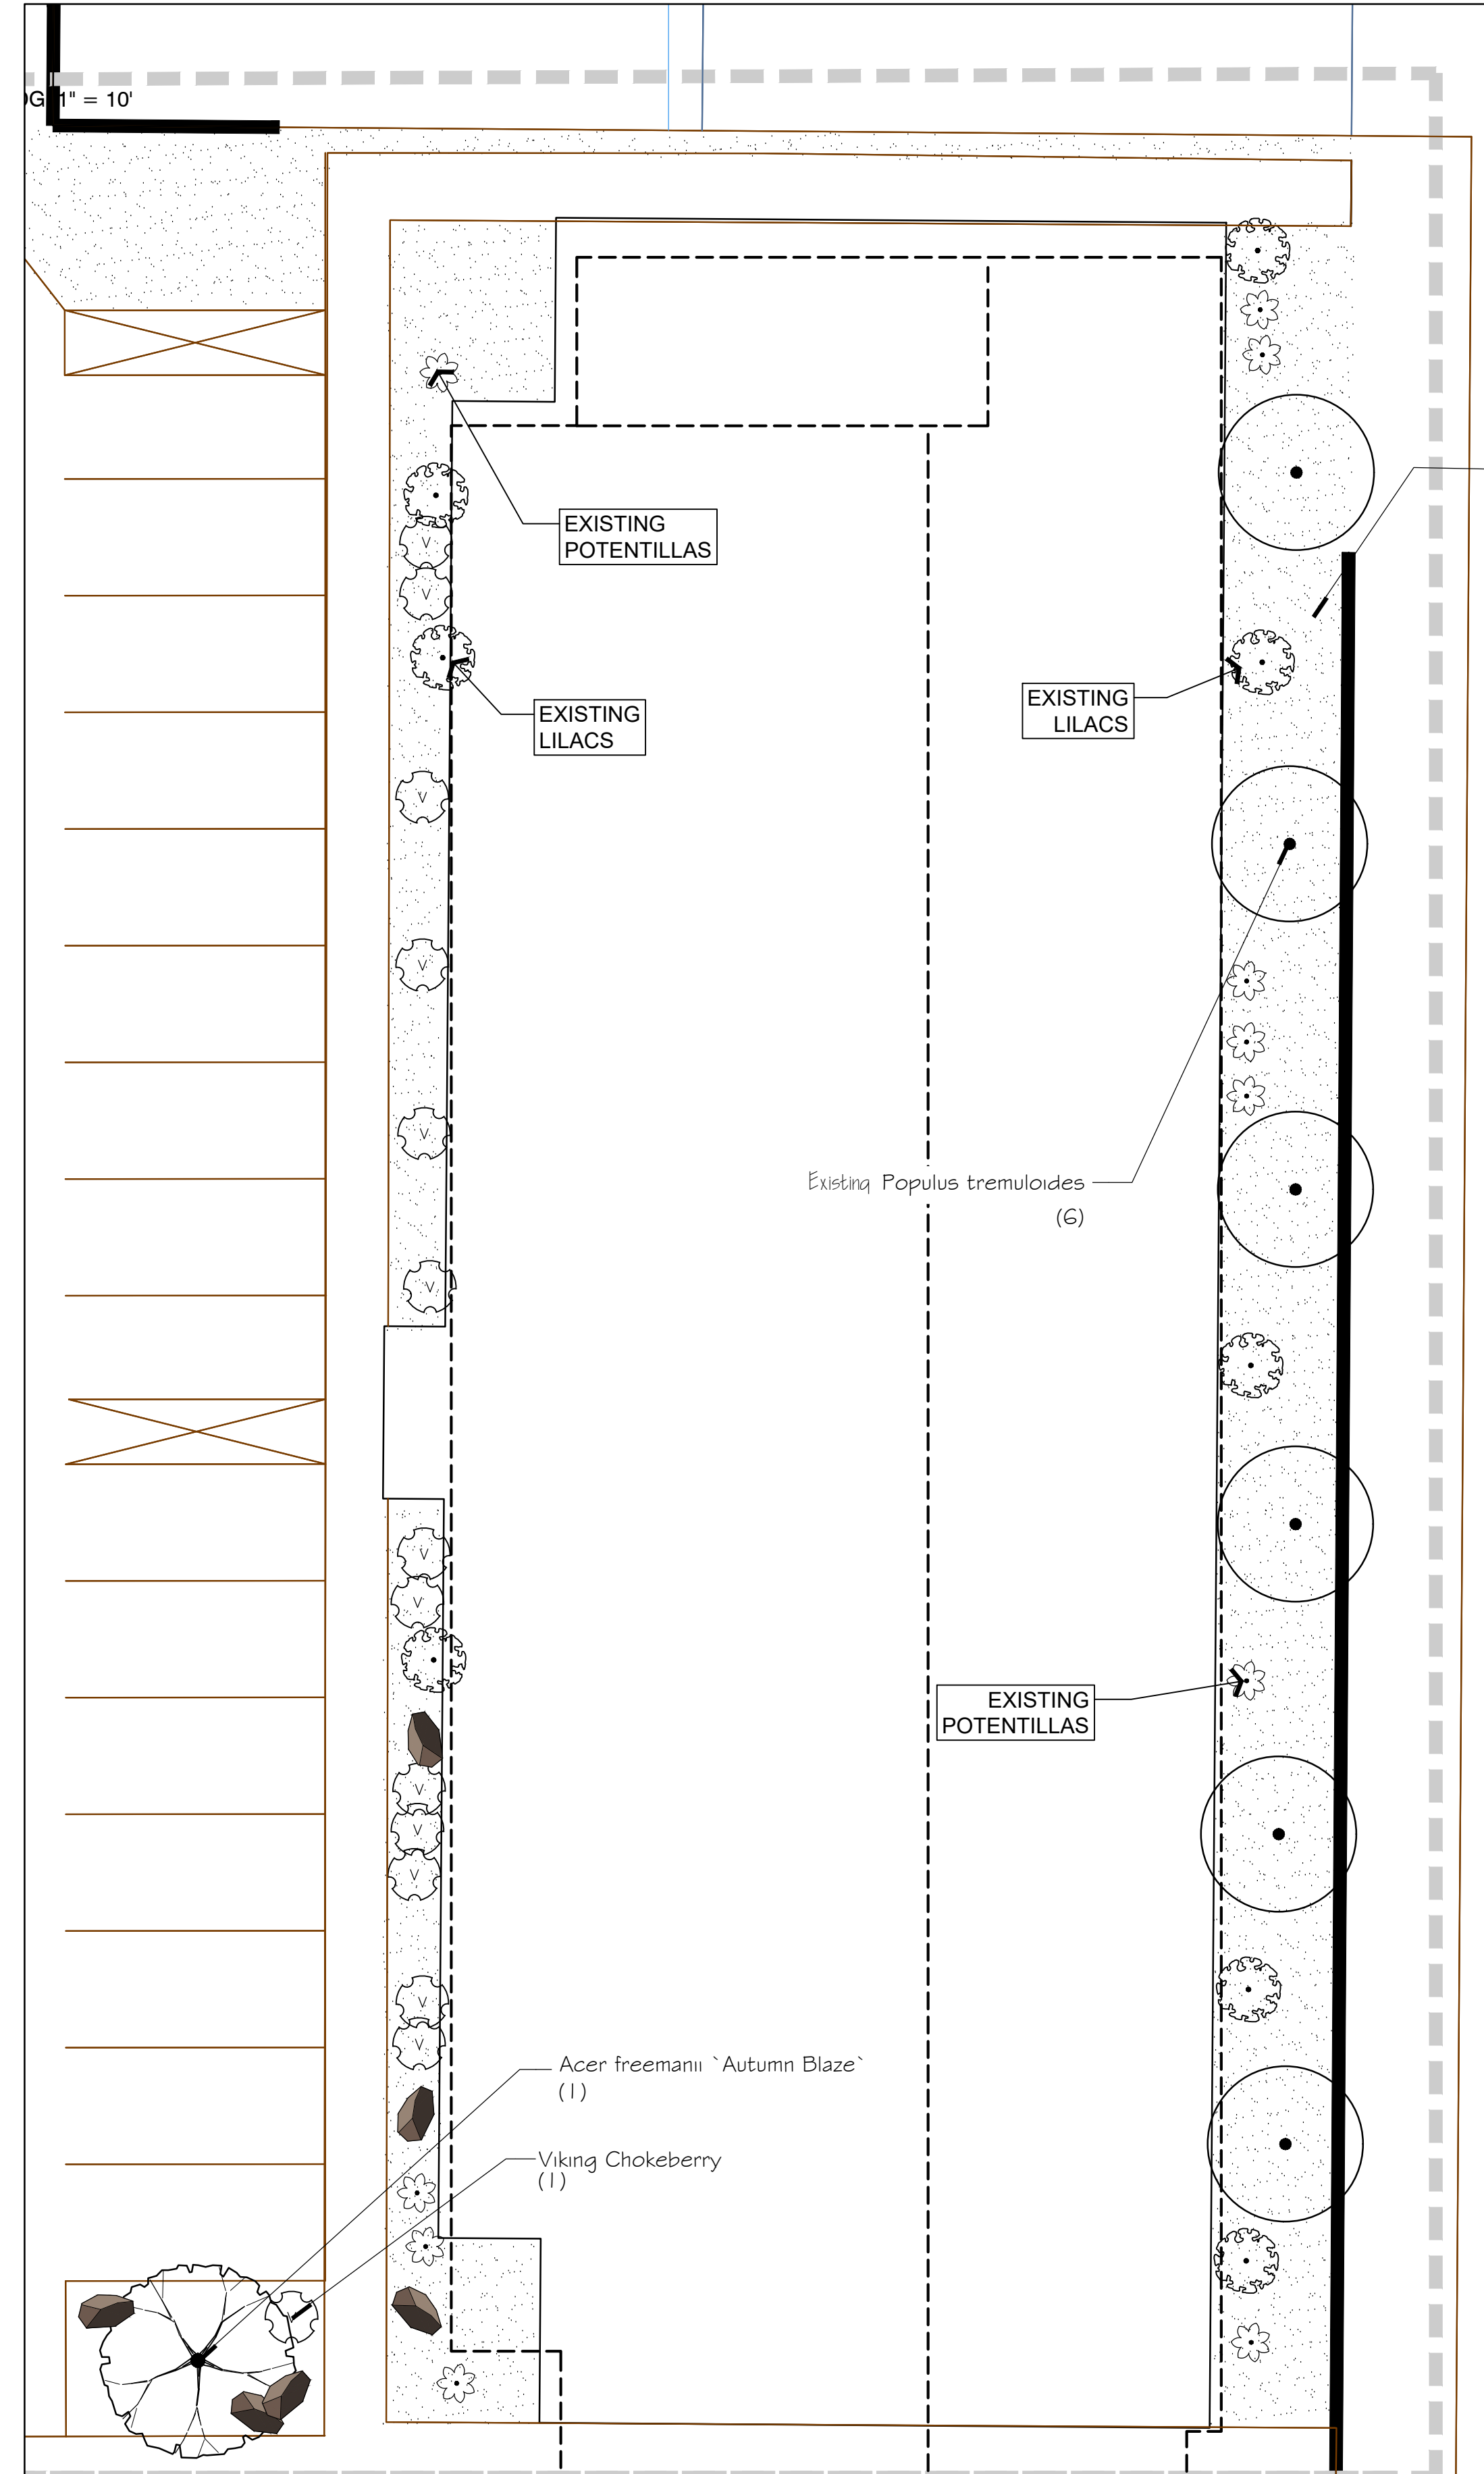 1" = 10'
EXISTING
POTENTILLAS
EXISTING
LILACS
EXISTING
LILACS
Existing Populus tremuloides
(6)
EXISTING
POTENTILLAS
Acer freemanii `Autumn Blaze`
(1)
Viking Chokeberry
(1)
V
V
V
V
V
V
V
V
V
V
V
V
V